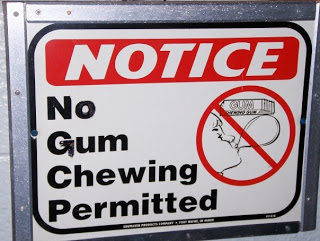 NOTICE
No
Gum
Chewing
Permitted
GUM
CHEWING GUM